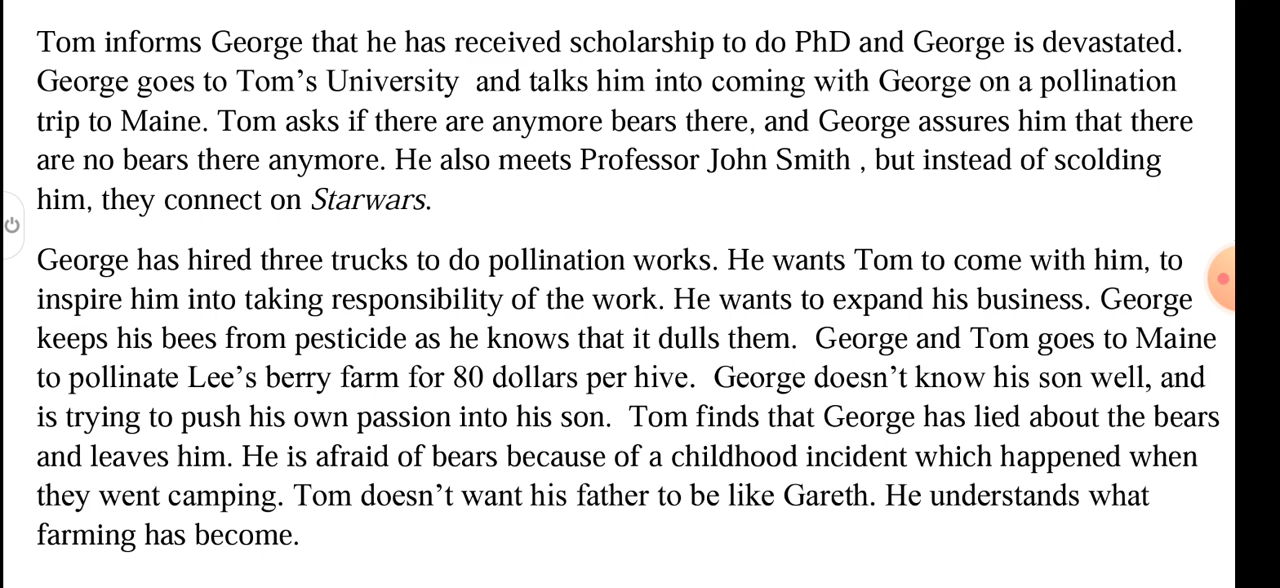 Tom informs George that he has received scholarship to do PhD and George is devastated.
George goes to Tom’s University  and talks him into coming with George on a pollination
trip to Maine. Tom asks if there are anymore bears there, and George assures him that there
are no bears there anymore. He also meets Professor John Smith , but instead of scolding
him, they connect on Starwars.
George has hired three trucks to do pollination works. He wants Tom to come with him, to
inspire him into taking responsibility of the work. He wants to expand his business. George
keeps his bees from pesticide as he knows that it dulls them.  George and Tom goes to Maine
to pollinate Lee’s berry farm for 80 dollars per hive.  George doesn’t know his son well, and
is trying to push his own passion into his son.  Tom finds that George has lied about the bears
and leaves him. He is afraid of bears because of a childhood incident which happened when
they went camping. Tom doesn’t want his father to be like Gareth. He understands what
farming has become.